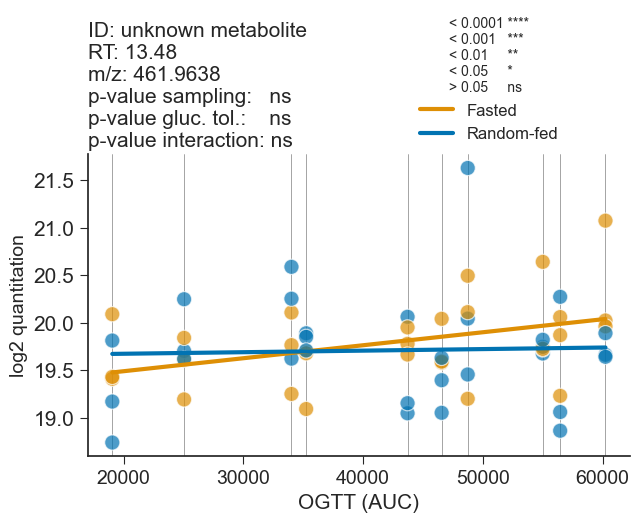 ID: unknown metabolite
RT: 13.48
m/z: 461.9638
p-value sampling: ns
p-value gluc. tol.: ns
p-value interaction: ns
< 0.0001 ****
< 0.001 ***
< 0.01 **
< 0.05 *
> 0.05 ns
Fasted
Random-fed
21.5
21.0
20.5
20.0
19.5
19.0
log2 quantitation
20000 30000 40000 50000 60000
OGTT (AUC)